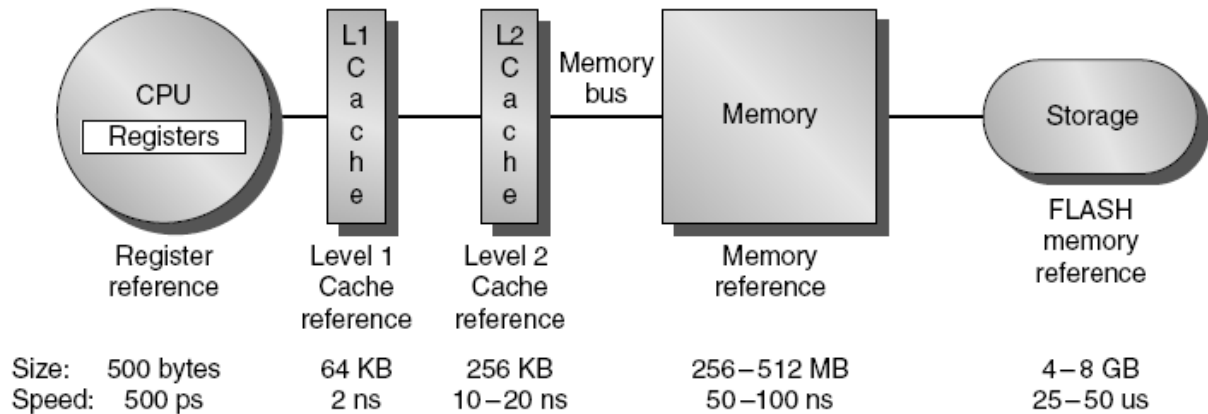 CPU
Registers
L1
C
a
c
h
e
L2
C
a
c
h
e
Memory
bus
Memory
Storage
Register
reference
Level 1
Cache
reference
Level 2
Cache
reference
Memory
reference
FLASH
memory
reference
Size: 500 bytes 64 KB 256 KB 256–512 MB 4–8 GB
Speed: 500 ps 2 ns 10–20 ns 50–100 ns 25–50 us